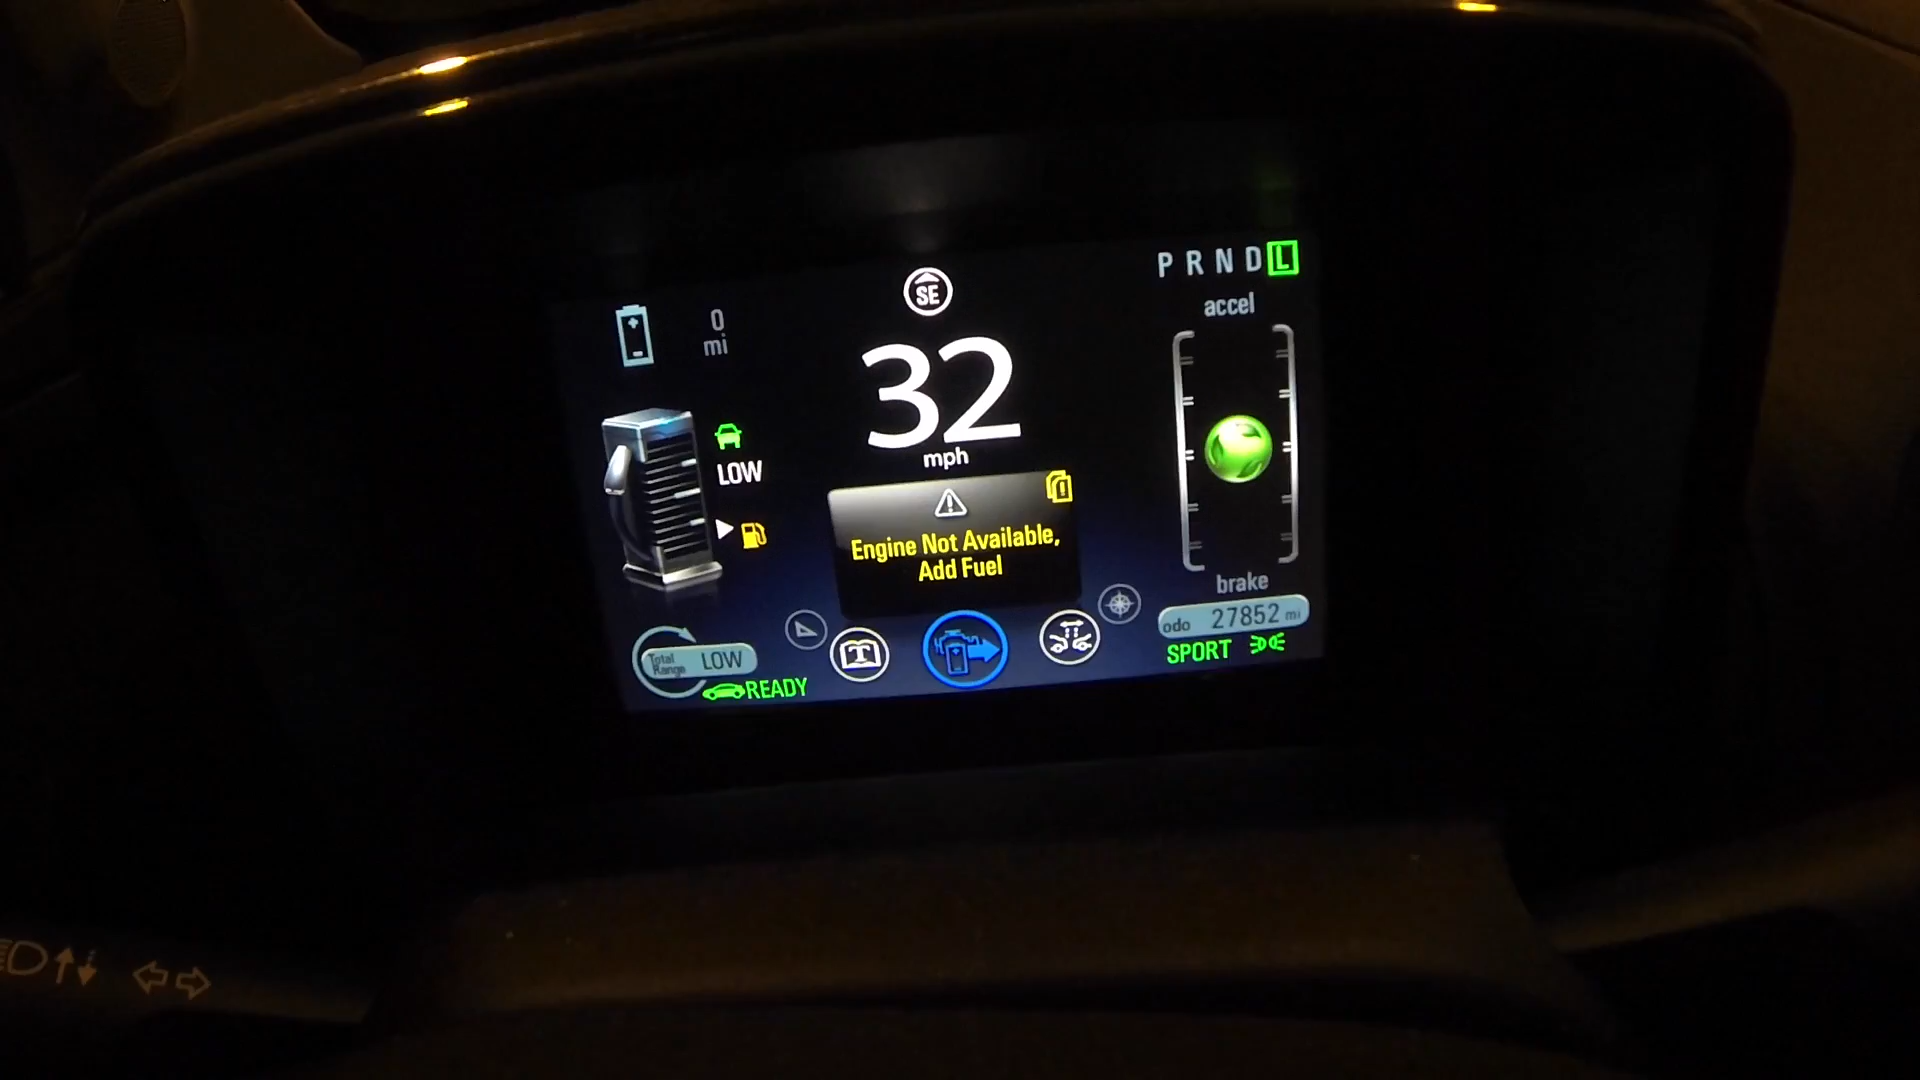 SE
P R N D L
0
mi
accel
32
mph
LOW
Engine Not Available,
Add Fuel
brake
odo 27852 mi
SPORT
Total
Range
LOW
READY
T